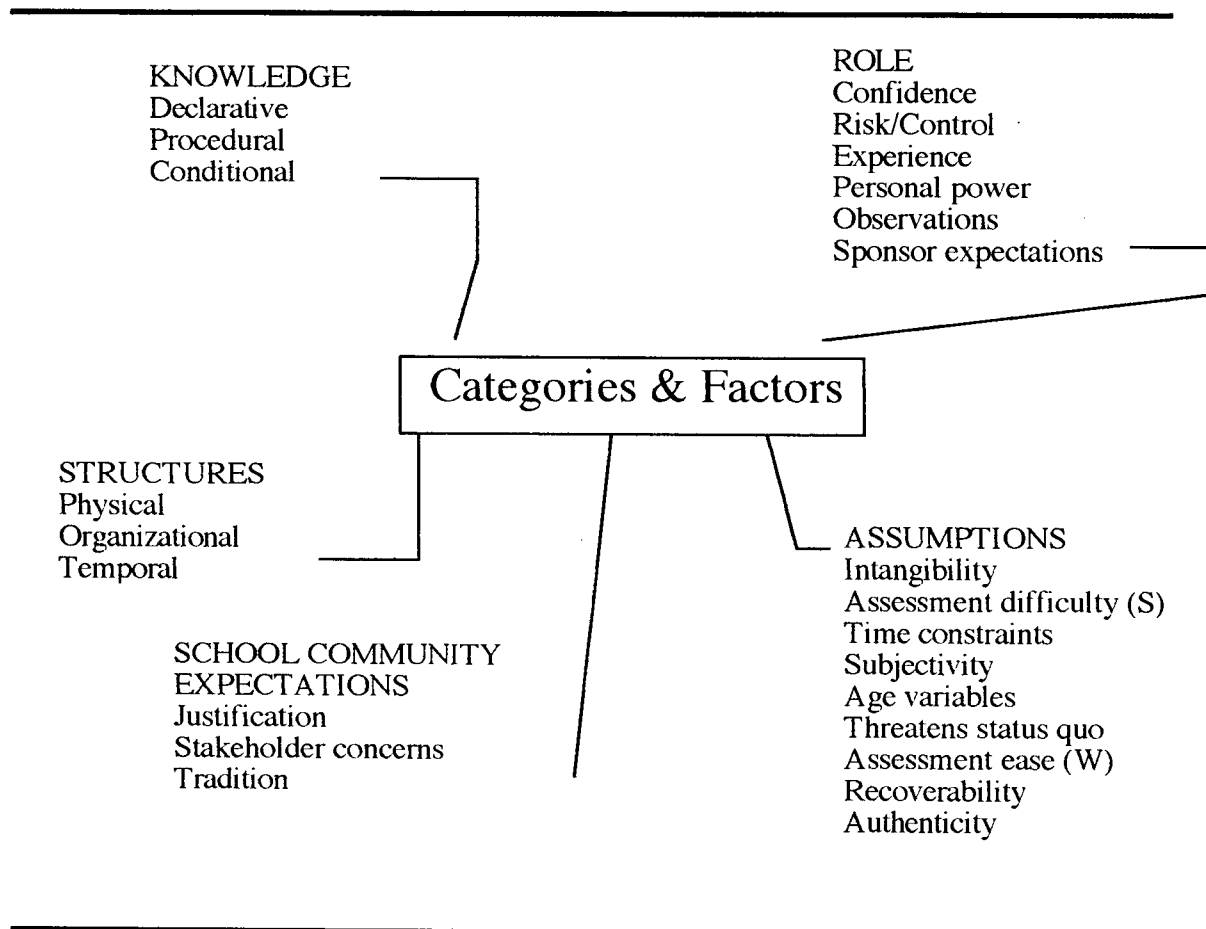 KNOWLEDGE
Declarative
Procedural
Conditional
ROLE
Confidence
Risk/Control
Experience
Personal power
Observations
Sponsor expectations
Categories & Factors
STRUCTURES
Physical
Organizational
Temporal
SCHOOL COMMUNITY
EXPECTATIONS
Justification
Stakeholder concerns
Tradition
ASSUMPTIONS
Intangibility
Assessment difficulty (S)
Time constraints
Subjectivity
Age variables
Threatens status quo
Assessment ease (W)
Recoverability
Authenticity